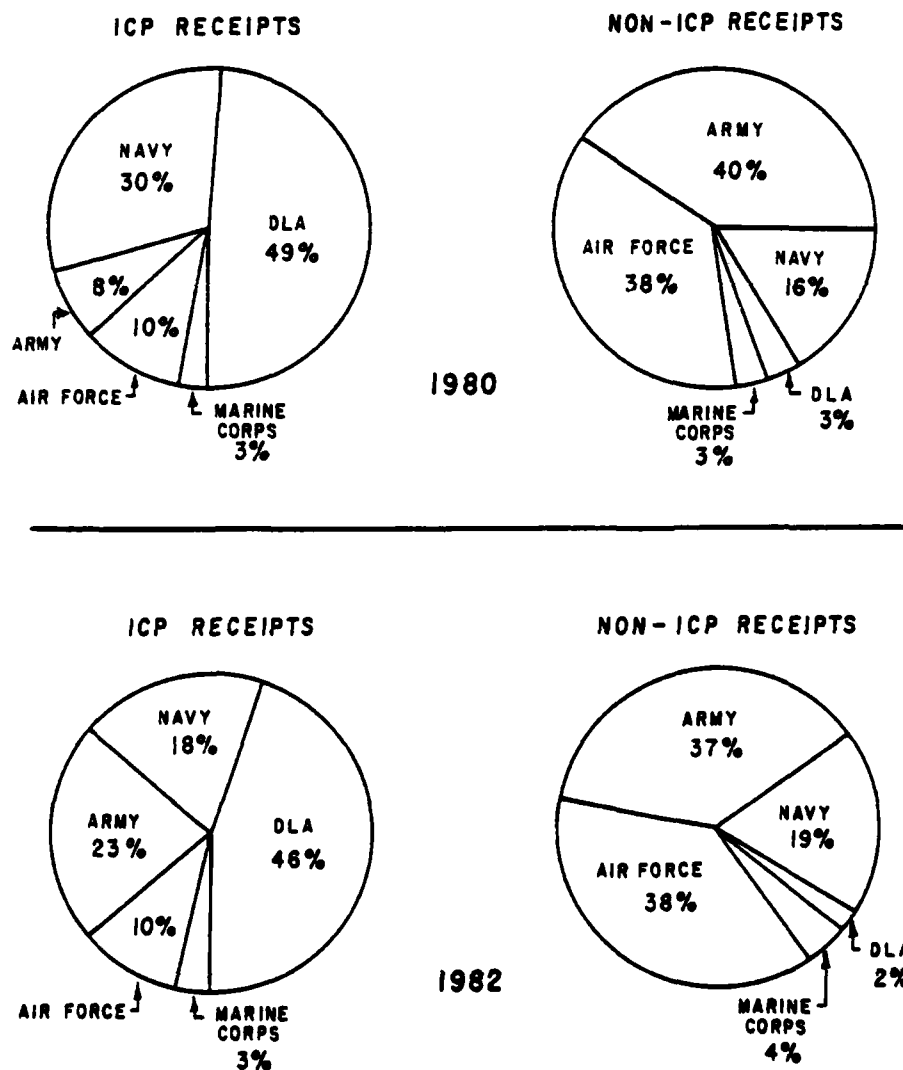 ICP RECEIPTS
NAVY
30%
DLA
49%
8%
ARMY
10%
AIR FORCE
MARINE
CORPS
3%
NON-ICP RECEIPTS
ARMY
40%
AIR FORCE
38%
NAVY
16%
DLA
3%
MARINE
CORPS
3%
1980
ICP RECEIPTS
NAVY
18%
ARMY
23%
DLA
46%
10%
AIR FORCE
MARINE
CORPS
3%
NON-ICP RECEIPTS
ARMY
37%
NAVY
19%
AIR FORCE
38%
DLA
2%
MARINE
CORPS
4%
1982